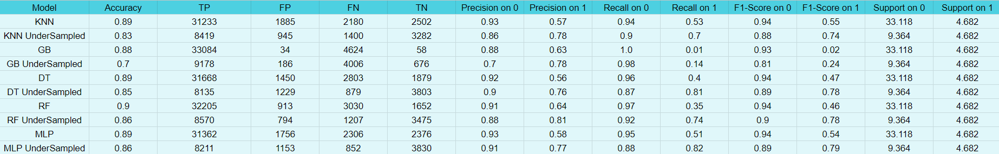 Model Accuracy TP FP FN TN Precision on 0 Precision on 1 Recall on 0 Recall on 1 F1-Score on 0 F1-Score on 1 Support on 0 Support on 1
KNN 0.89 31233 1885 2180 2502 0.93 0.57 0.94 0.53 0.94 0.55 33.118 4.682
KNN UnderSampled 0.83 8419 945 1400 3282 0.86 0.78 0.9 0.7 0.88 0.74 9.364 4.682
GB 0.88 33084 34 4624 58 0.88 0.63 1.0 0.01 0.93 0.02 33.118 4.682
GB UnderSampled 0.7 9178 186 4006 676 0.7 0.78 0.98 0.14 0.81 0.24 9.364 4.682
DT 0.89 31668 1450 2803 1879 0.92 0.56 0.96 0.4 0.94 0.47 33.118 4.682
DT UnderSampled 0.85 8135 1229 879 3803 0.9 0.76 0.87 0.81 0.89 0.78 9.364 4.682
RF 0.9 32205 913 3030 1652 0.91 0.64 0.97 0.35 0.94 0.46 33.118 4.682
RF UnderSampled 0.86 8570 794 1207 3475 0.88 0.81 0.92 0.74 0.9 0.78 9.364 4.682
MLP 0.89 31362 1756 2306 2376 0.93 0.58 0.95 0.51 0.94 0.54 33.118 4.682
MLP UnderSampled 0.86 8211 1153 852 3830 0.91 0.77 0.88 0.82 0.89 0.79 9.364 4.682